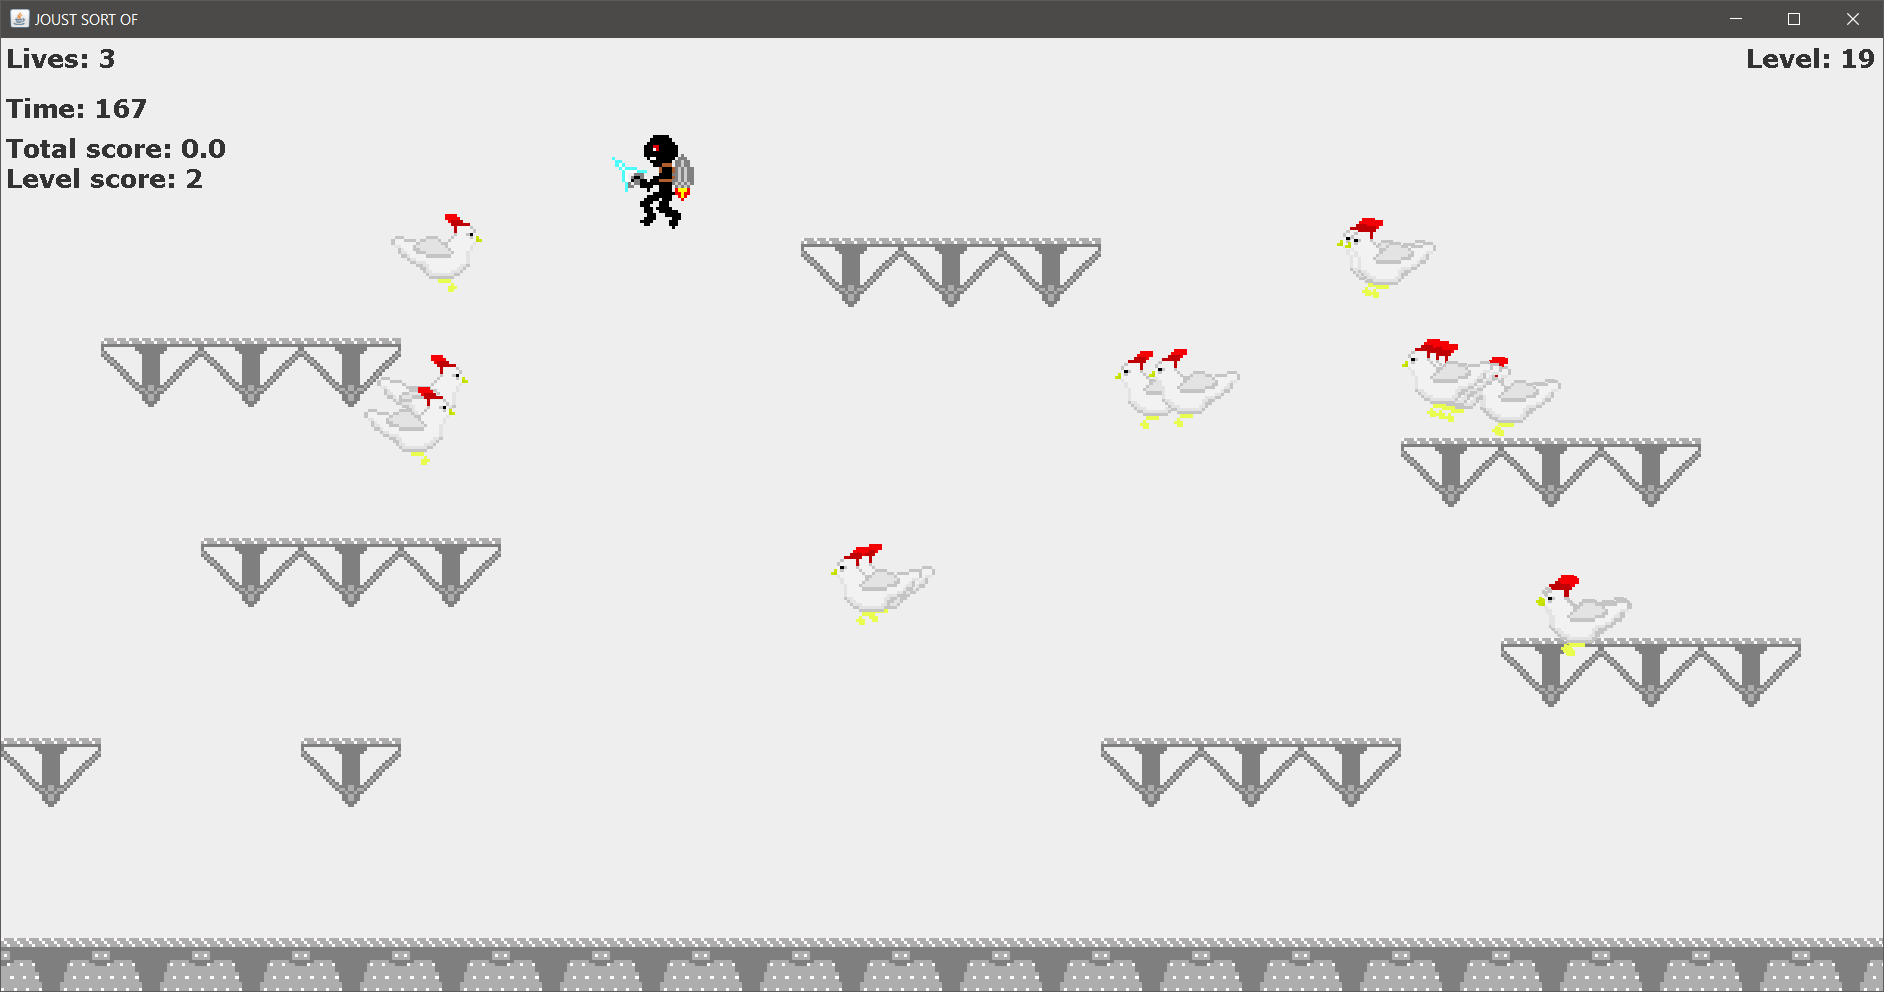 JOUST SORT OF
Lives: 3
Level: 19
Time: 167
Total score: 0.0
Level score: 2